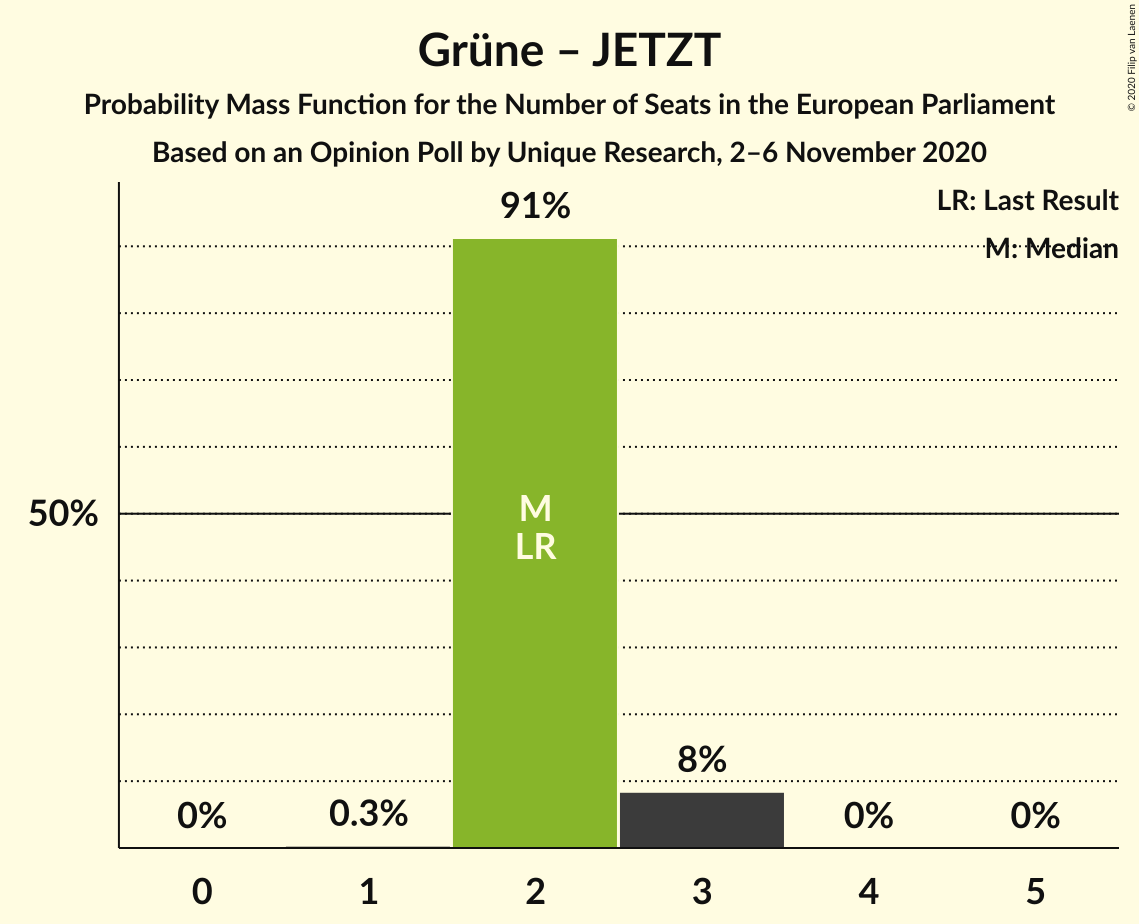 Grüne – JETZT
Probability Mass Function for the Number of Seats in the European Parliament
Based on an Opinion Poll by Unique Research, 2–6 November 2020
© 2020 Filip van Laenen
LR: Last Result
M: Median
91%
50%
M
LR
8%
0%
0.3%
0%
0%
0
1
2
3
4
5